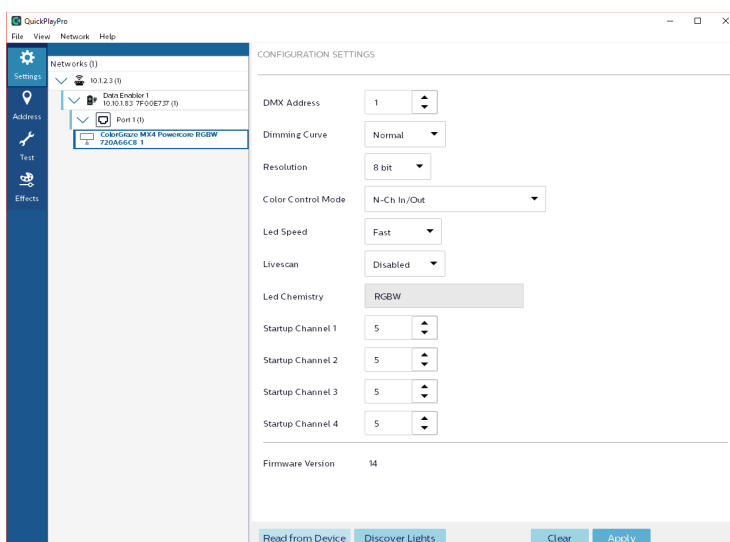 QuickPlayPro
File View Network Help
Settings
Address
Test
Effects
Networks (1)
10.1.2.3 (1)
Data Enabler 1
10.10.1.83 7F00E737 (1)
Port 1 (1)
ColorGraze MX4 Powercore RGBW
720A66C8 1
CONFIGURATION SETTINGS
DMX Address 1
Dimming Curve Normal
Resolution 8 bit
Color Control Mode N-Ch In/Out
Led Speed Fast
Livescan Disabled
Led Chemistry RGBW
Startup Channel 1 5
Startup Channel 2 5
Startup Channel 3 5
Startup Channel 4 5
Firmware Version 14
Read from Device Discover Lights Clear Apply